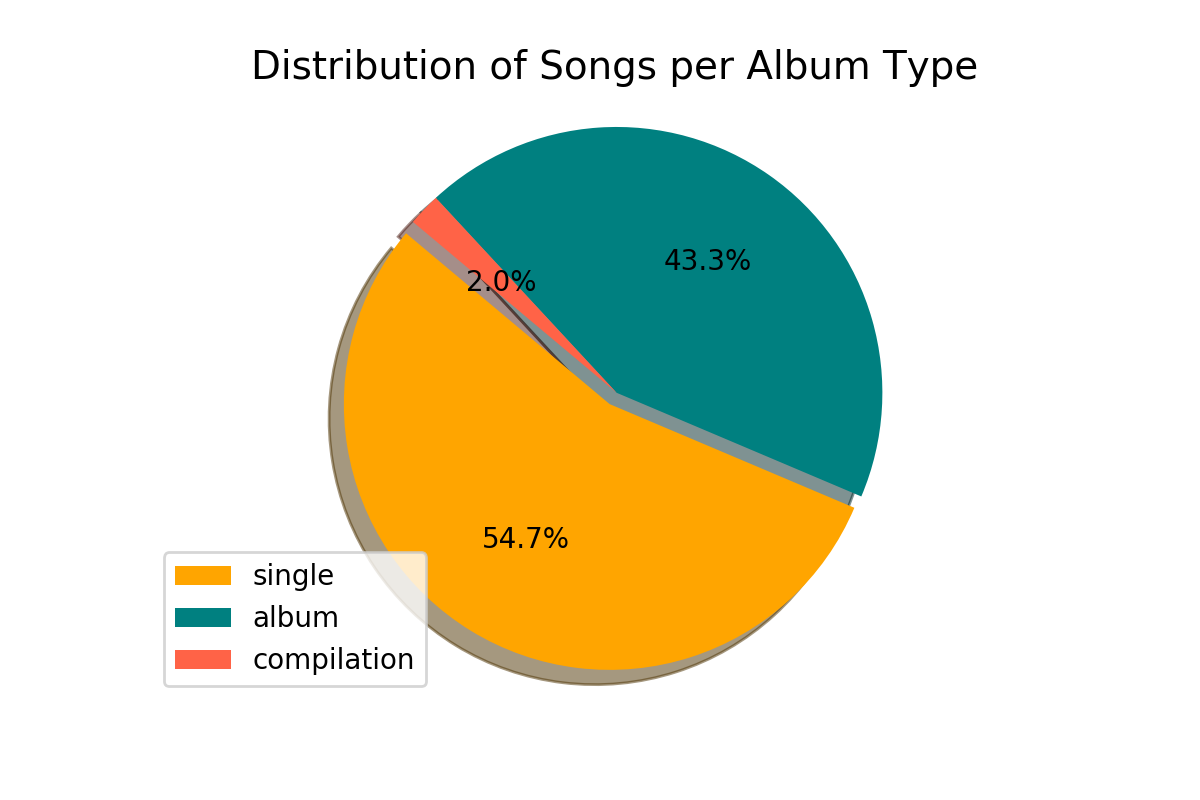 Distribution of Songs per Album Type
43.3%
2.0%
54.7%
single
album
compilation